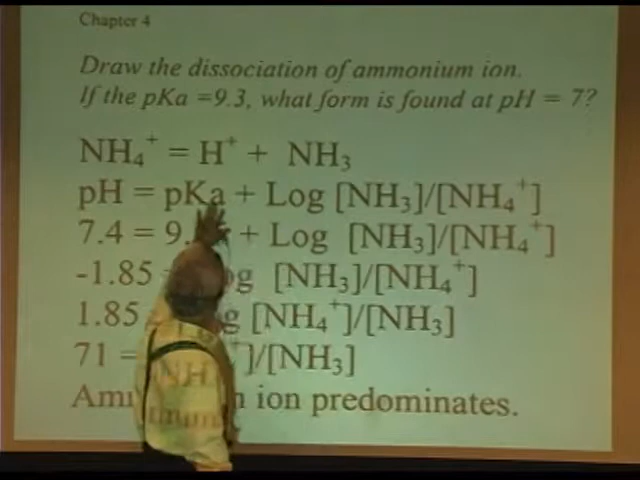 Chapter 4
Draw the dissociation of ammonium ion.
If the pKa =9.3, what form is found at pH = 7?
NH₄⁺ = H⁺ + NH₃
pH = pKa + Log [NH₃]/[NH₄⁺]
7.4 = 9. + Log [NH₃]/[NH₄⁺]
-1.85 g [NH₃]/[NH₄⁺]
1.85 g [NH₄⁺]/[NH₃]
71 = ⁺]/[NH₃]
ion predominates.